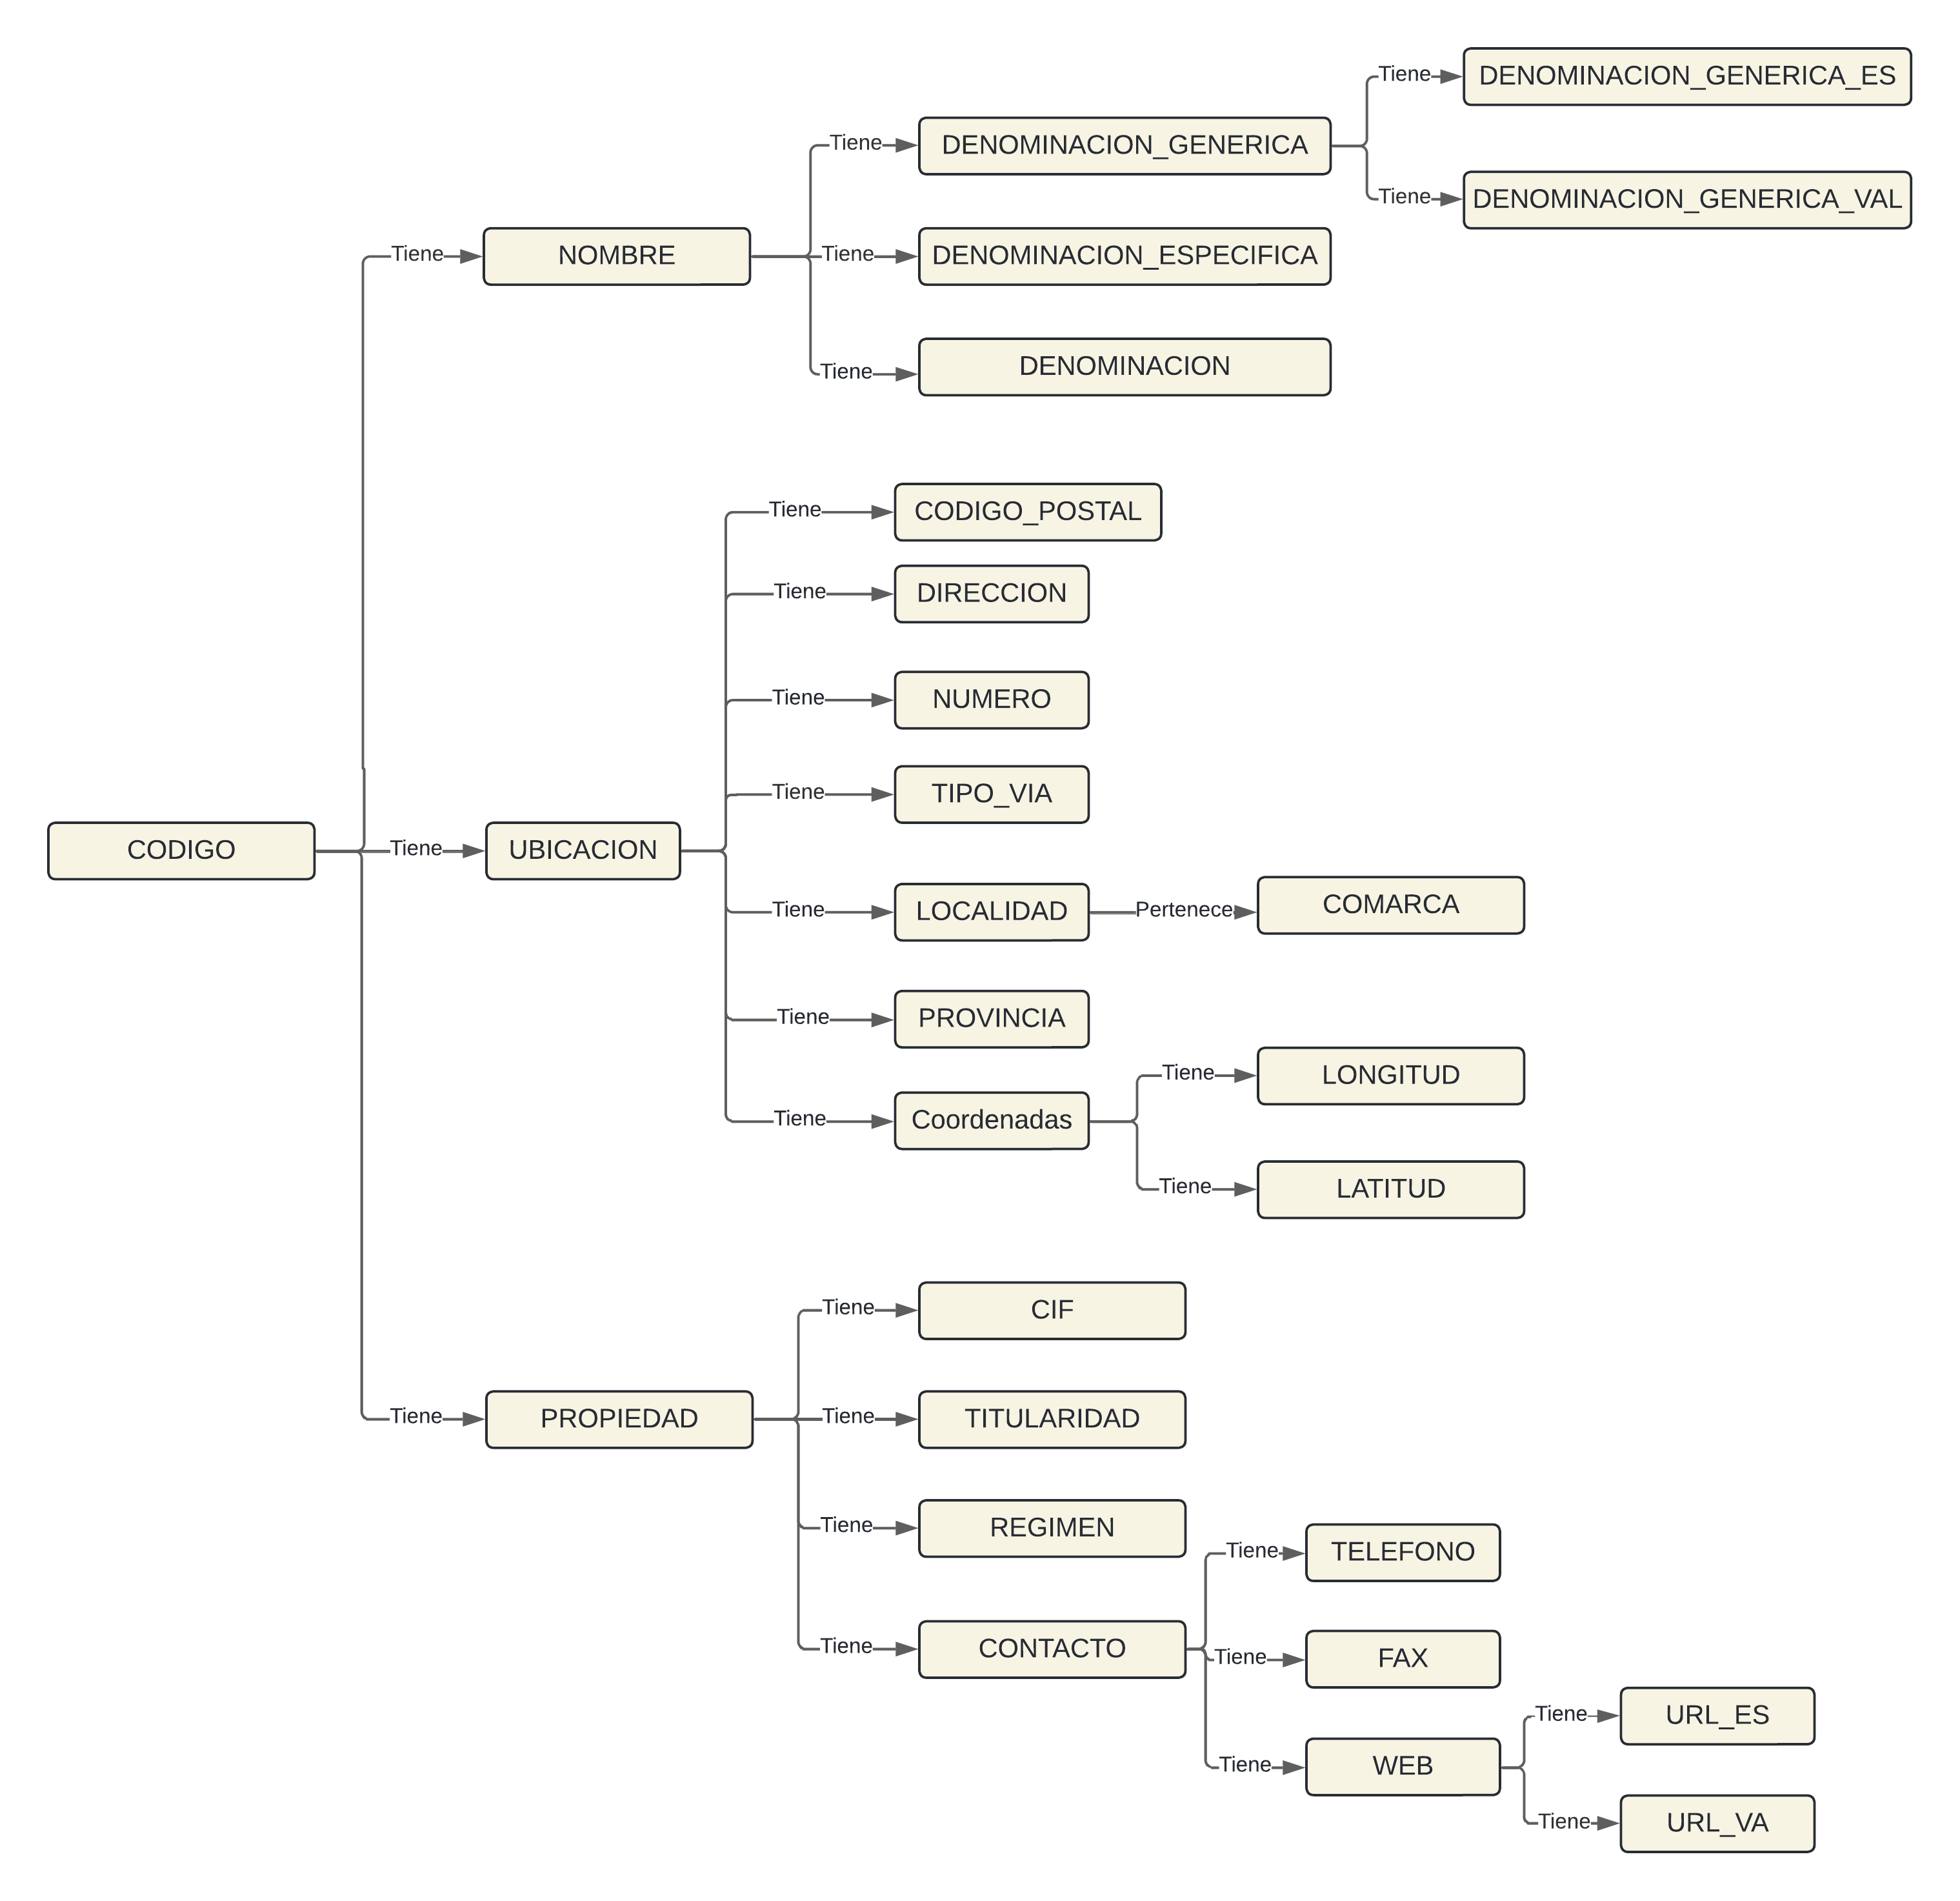 DENOMINACION_GENERICA_ES
Tiene
DENOMINACION_GENERICA
Tiene
DENOMINACION_GENERICA_VAL
Tiene
NOMBRE
Tiene
DENOMINACION_ESPECIFICA
Tiene
DENOMINACION
Tiene
CODIGO_POSTAL
Tiene
DIRECCION
Tiene
NUMERO
Tiene
TIPO_VIA
Tiene
CODIGO
Tiene
UBICACION
LOCALIDAD
Tiene
Pertenece
COMARCA
PROVINCIA
Tiene
LONGITUD
Tiene
Coordenadas
Tiene
LATITUD
Tiene
CIF
Tiene
PROPIEDAD
Tiene
TITULARIDAD
Tiene
REGIMEN
Tiene
TELEFONO
Tiene
CONTACTO
Tiene
FAX
Tiene
URL_ES
Tiene
WEB
Tiene
URL_VA
Tiene